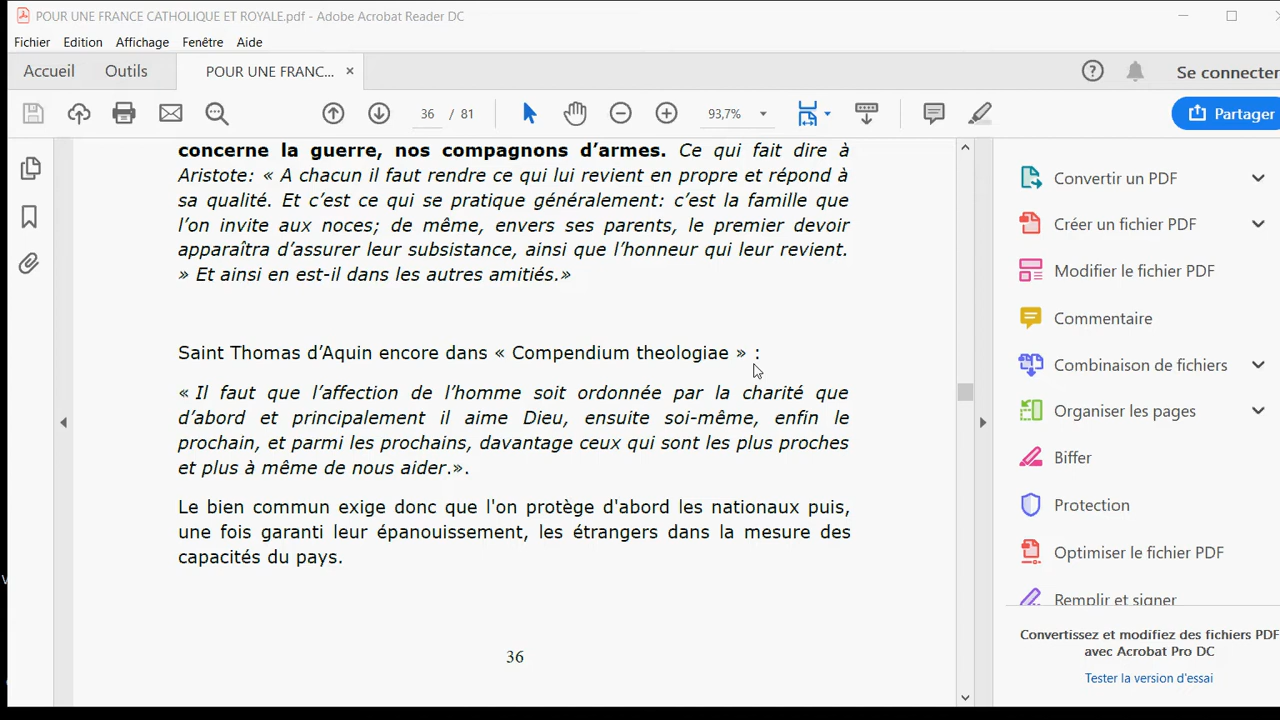 POUR UNE FRANCE CATHOLIQUE ET ROYALE.pdf - Adobe Acrobat Reader DC
Fichier Edition Affichage Fenêtre Aide
Accueil Outils POUR UNE FRANC... × Se connecter
36 / 81 93,7% Partager
concerne la guerre, nos compagnons d’armes. Ce qui fait dire à
Aristote: « A chacun il faut rendre ce qui lui revient en propre et répond à
sa qualité. Et c’est ce qui se pratique généralement: c’est la famille que
l’on invite aux noces; de même, envers ses parents, le premier devoir
apparaîtra d’assurer leur subsistance, ainsi que l’honneur qui leur revient.
» Et ainsi en est-il dans les autres amitiés.»
Saint Thomas d’Aquin encore dans « Compendium theologiae » :
« Il faut que l’affection de l’homme soit ordonnée par la charité que
d’abord et principalement il aime Dieu, ensuite soi-même, enfin le
prochain, et parmi les prochains, davantage ceux qui sont les plus proches
et plus à même de nous aider.».
Le bien commun exige donc que l'on protège d'abord les nationaux puis,
une fois garanti leur épanouissement, les étrangers dans la mesure des
capacités du pays.
36
Convertir un PDF
Créer un fichier PDF
Modifier le fichier PDF
Commentaire
Combinaison de fichiers
Organiser les pages
Biffer
Protection
Optimiser le fichier PDF
Remplir et signer
Convertissez et modifiez des fichiers PDF
avec Acrobat Pro DC
Tester la version d'essai